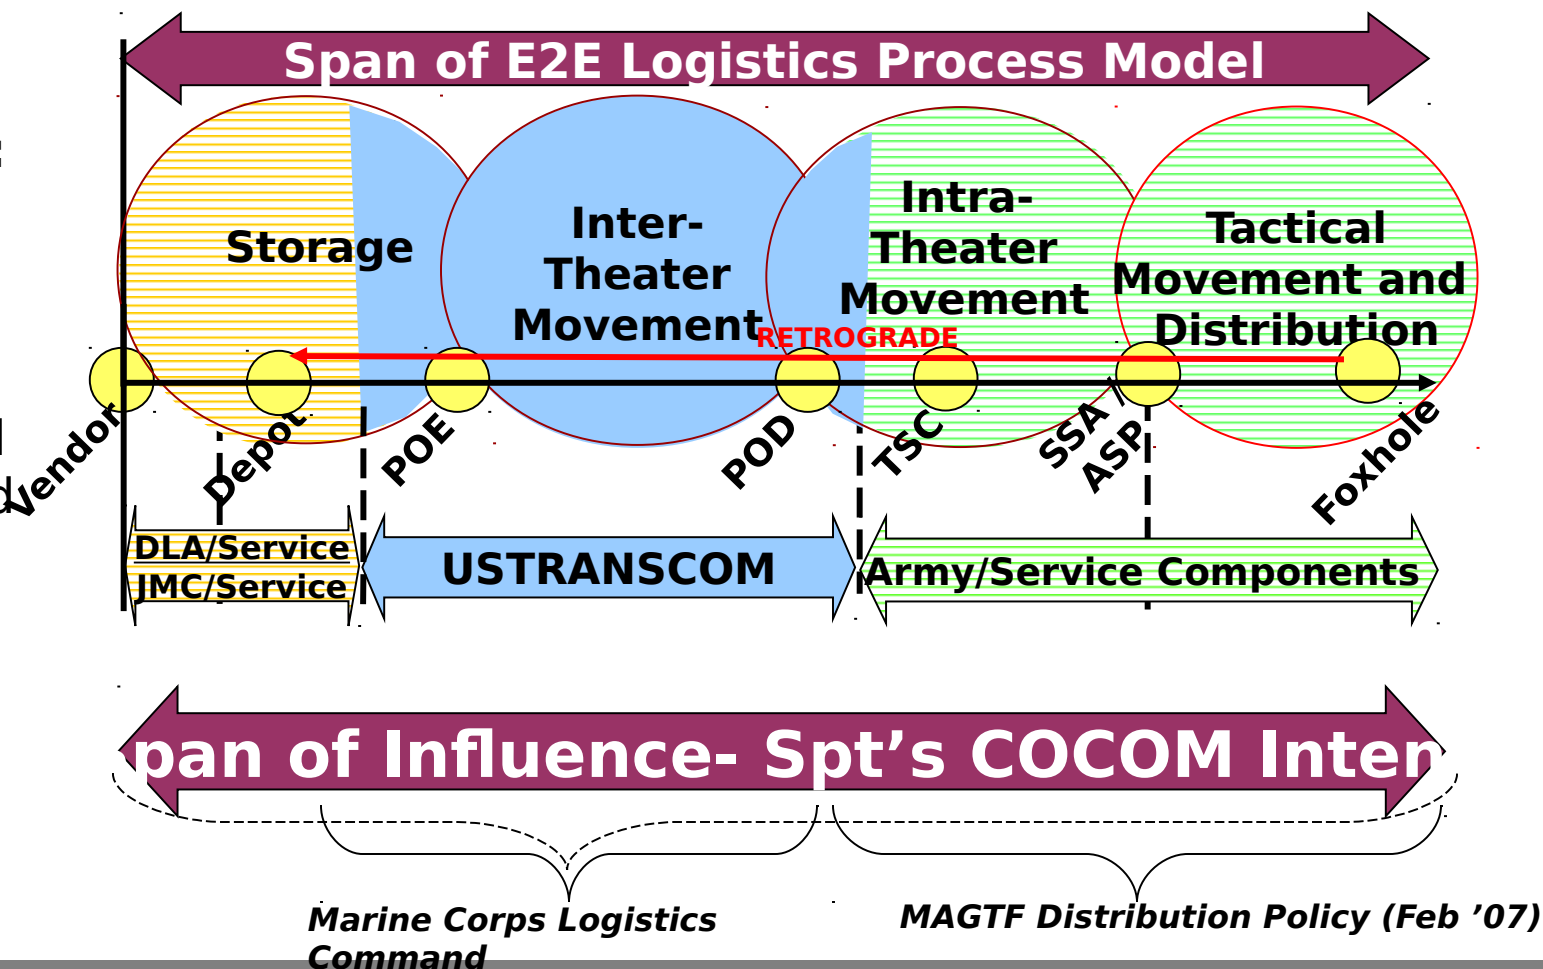 Span of E2E Logistics Process Model
Storage
Inter-
Theater
Movement
Intra-
Theater
Movement
Tactical
Movement and
Distribution
RETROGRADE
Vendor
Depot
POE
POD
TSC
SSA /
ASP
Foxhole
DLA/Service
JMC/Service
USTRANSCOM
Army/Service Components
pan of Influence- Spt’s COCOM Inten
Marine Corps Logistics
Command
MAGTF Distribution Policy (Feb ’07)